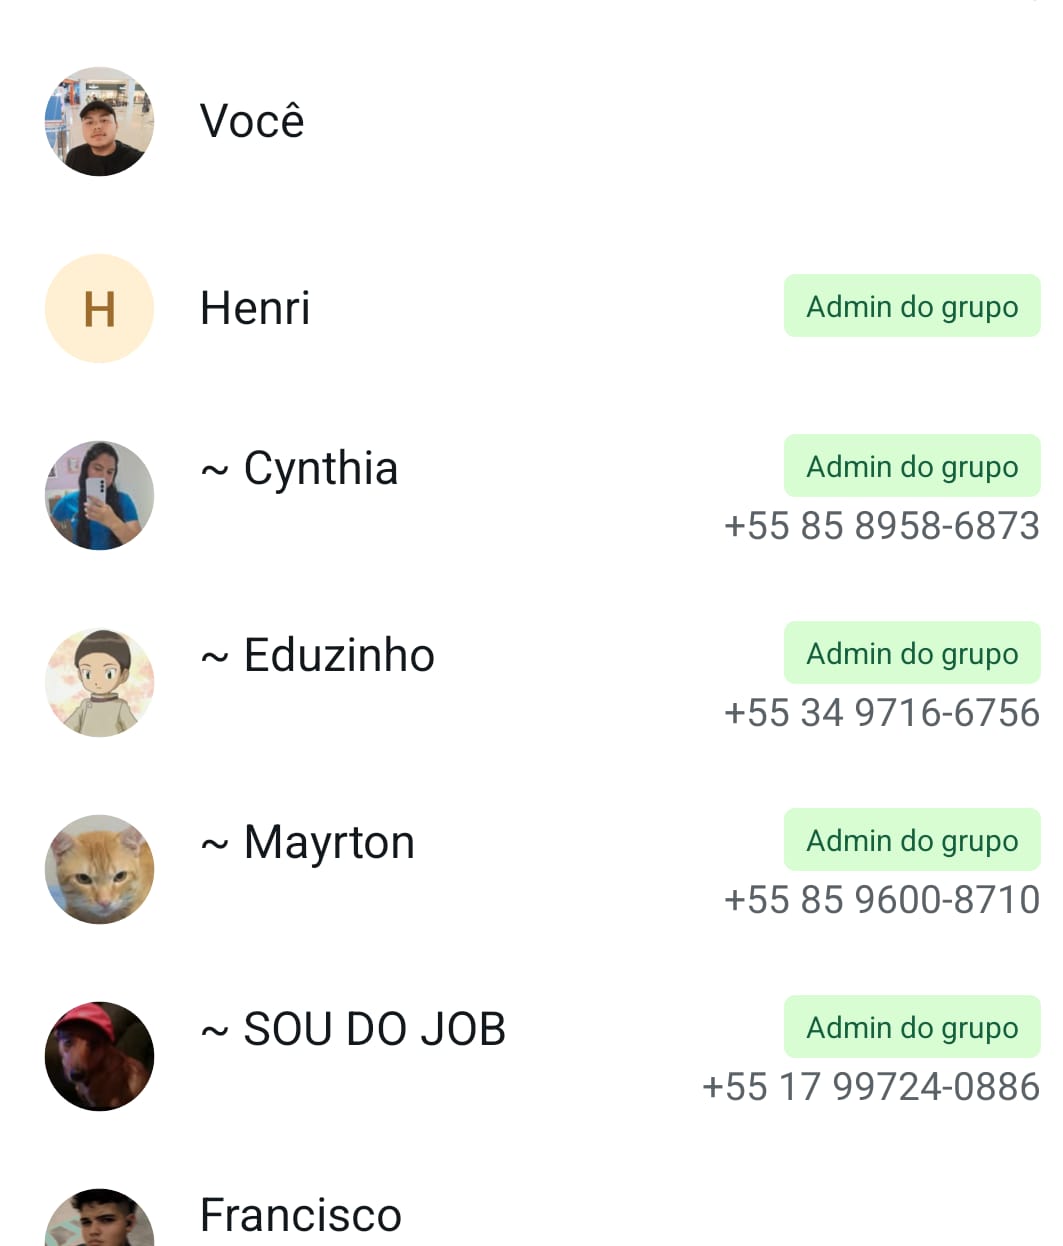 Você
H
Henri
Admin do grupo
~ Cynthia
Admin do grupo
+55 85 8958-6873
~ Eduzinho
Admin do grupo
+55 34 9716-6756
~ Mayrton
Admin do grupo
+55 85 9600-8710
~ SOU DO JOB
Admin do grupo
+55 17 99724-0886
Francisco